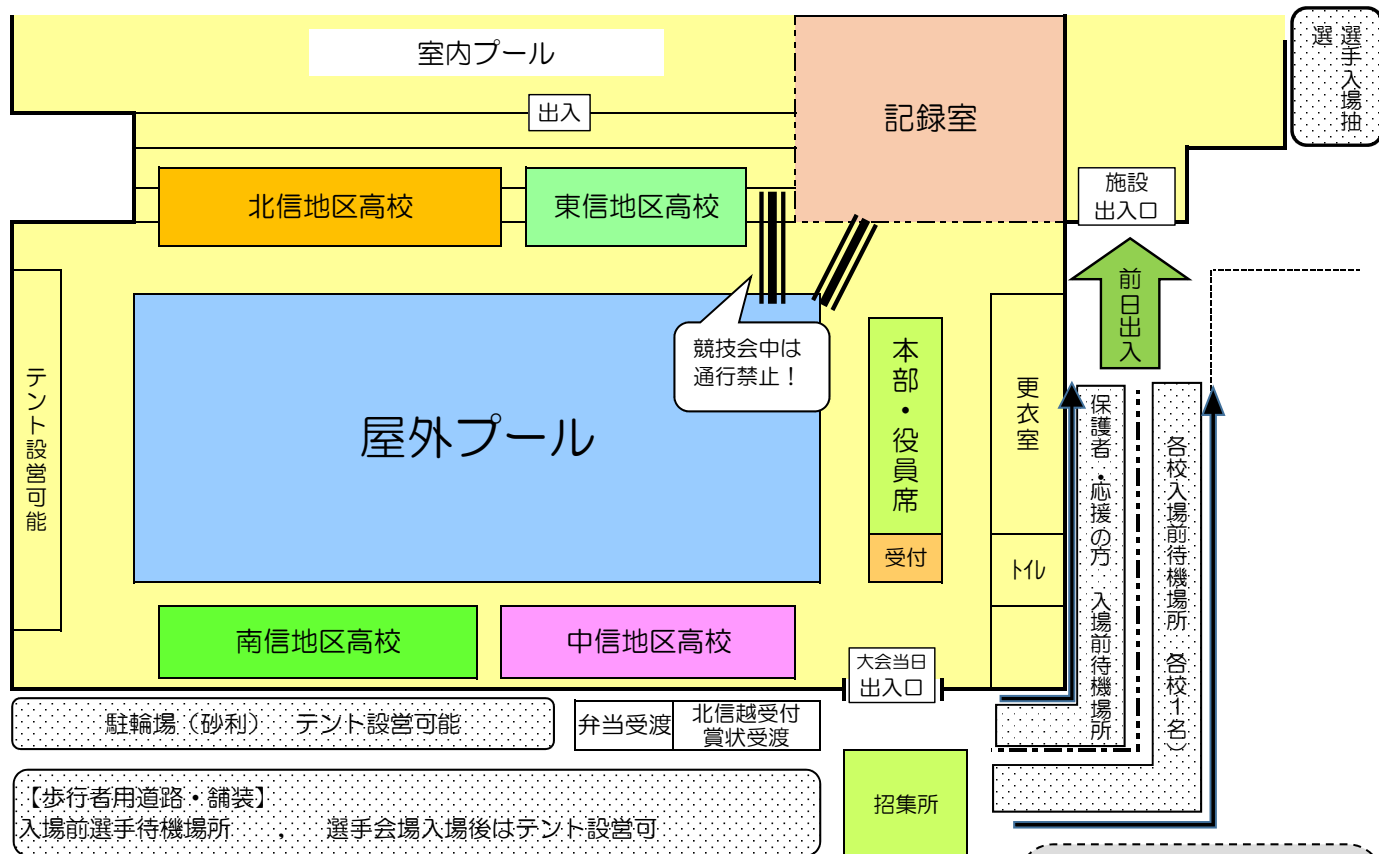 室内プール
選手入場抽
選
出入
記録室
施設
出入口
北信地区高校
東信地区高校
前日出入
競技会中は
通行禁止！
テント設営可能
屋外プール
本部・役員席
受付
更衣室
ﾄｲﾚ
保護者・応援の方　入場前待機場所
各校入場前待機場所　各校１名）
南信地区高校
中信地区高校
大会当日
出入口
駐輪場（砂利）　テント設営可能
弁当受渡
北信越受付
賞状受渡
【歩行者用道路・舗装】
入場前選手待機場所　，　選手会場入場後はテント設営可
招集所